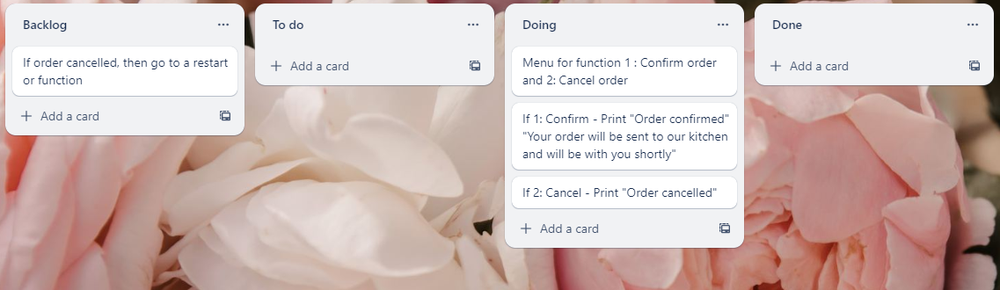 Backlog
If order cancelled, then go to a restart
or function
Add a card
To do
Add a card
Doing
Menu for function 1 : Confirm order
and 2: Cancel order
If 1: Confirm - Print "Order confirmed"
"Your order will be sent to our kitchen
and will be with you shortly"
If 2: Cancel - Print "Order cancelled"
Add a card
Done
Add a card